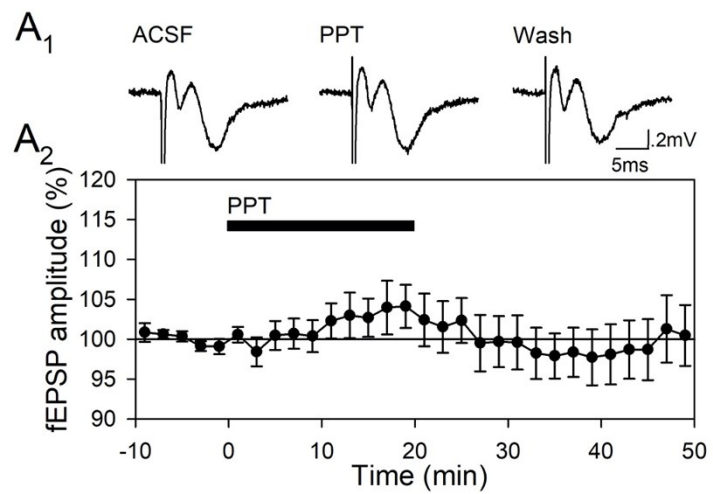 A1
ACSF PPT Wash
.2mV
5ms
A2
fEPSP amplitude (%)
120
115
110
105
100
95
90
PPT
-10 0 10 20 30 40 50
Time (min)